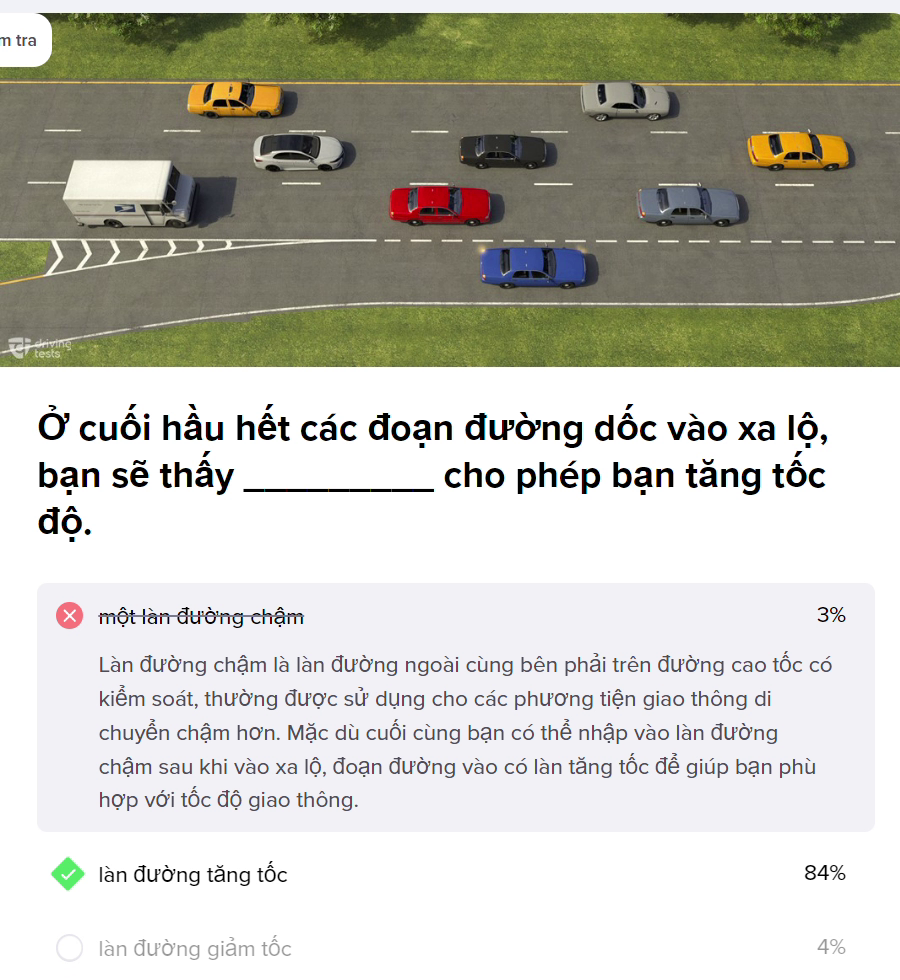 m tra
driving
tests
Ở cuối hầu hết các đoạn đường dốc vào xa lộ,
bạn sẽ thấy _________ cho phép bạn tăng tốc
độ.
một làn đường chậm 3%
Làn đường chậm là làn đường ngoài cùng bên phải trên đường cao tốc có
kiểm soát, thường được sử dụng cho các phương tiện giao thông di
chuyển chậm hơn. Mặc dù cuối cùng bạn có thể nhập vào làn đường
chậm sau khi vào xa lộ, đoạn đường vào có làn tăng tốc để giúp bạn phù
hợp với tốc độ giao thông.
làn đường tăng tốc 84%
làn đường giảm tốc 4%